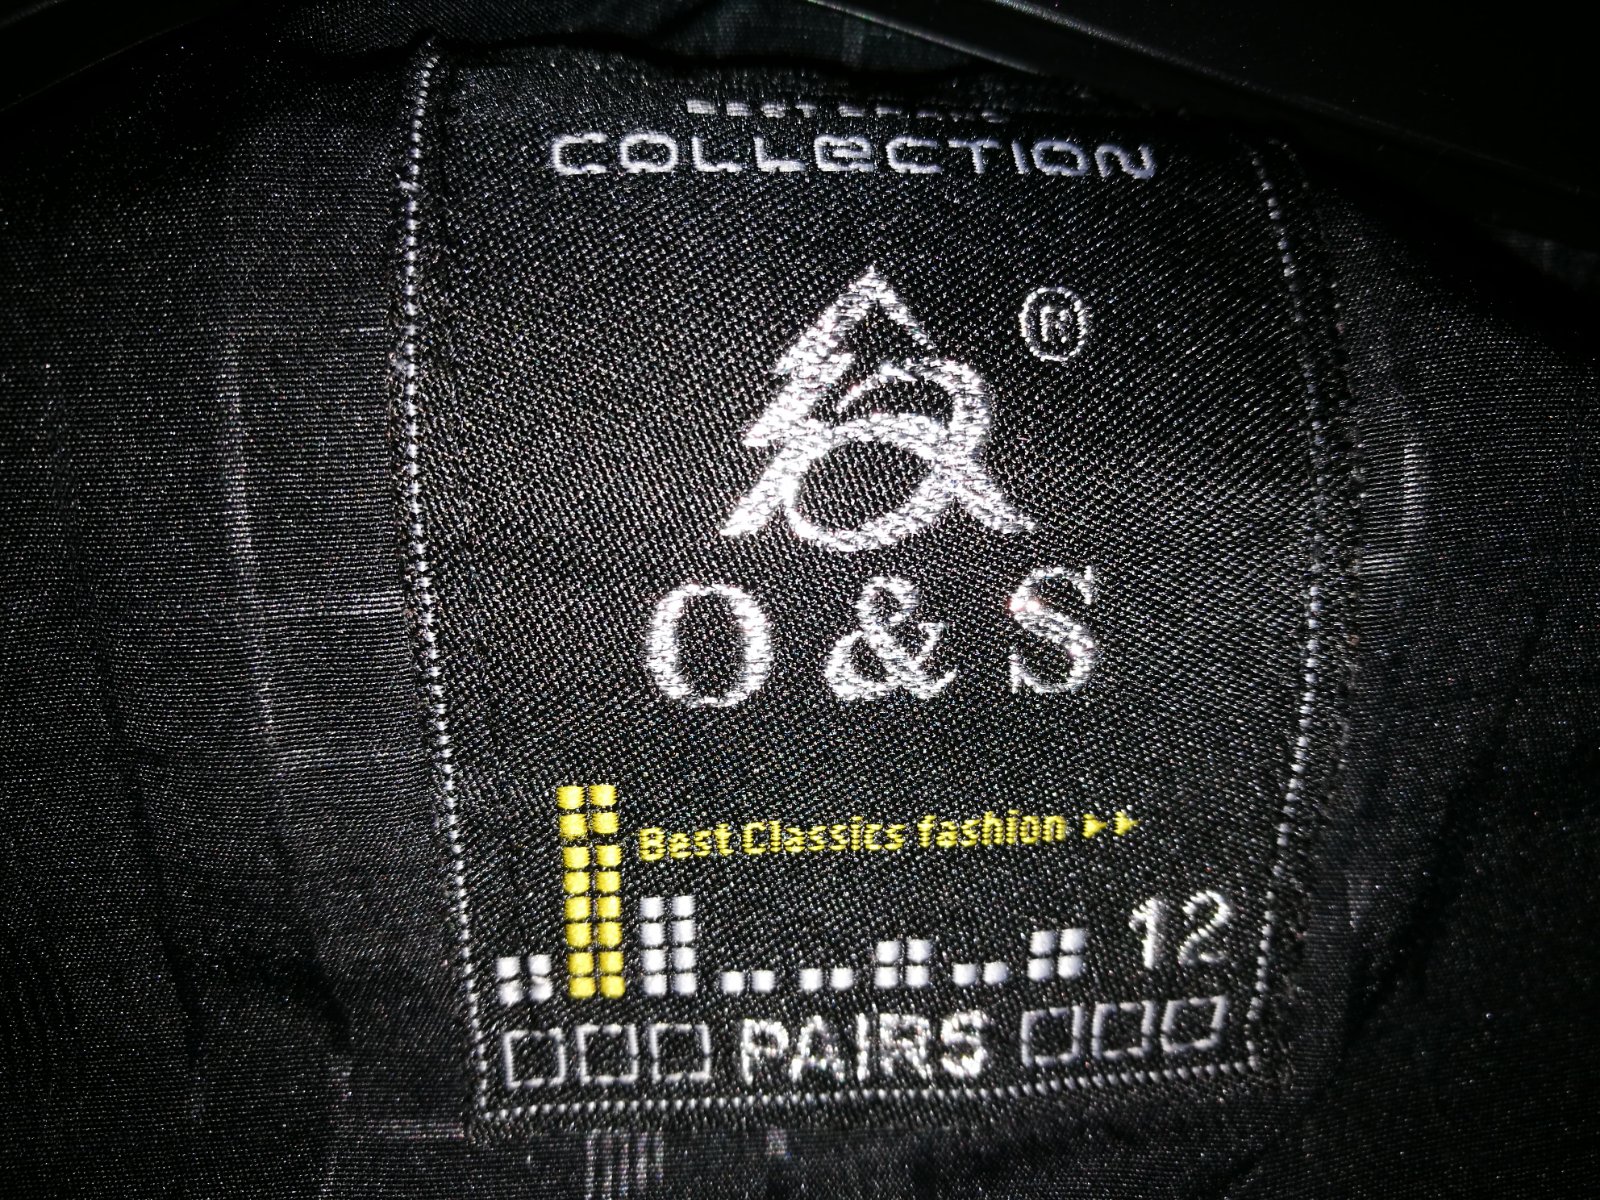 COLLECTION
®
O & S
Best Classics fashion
12
PAIRS